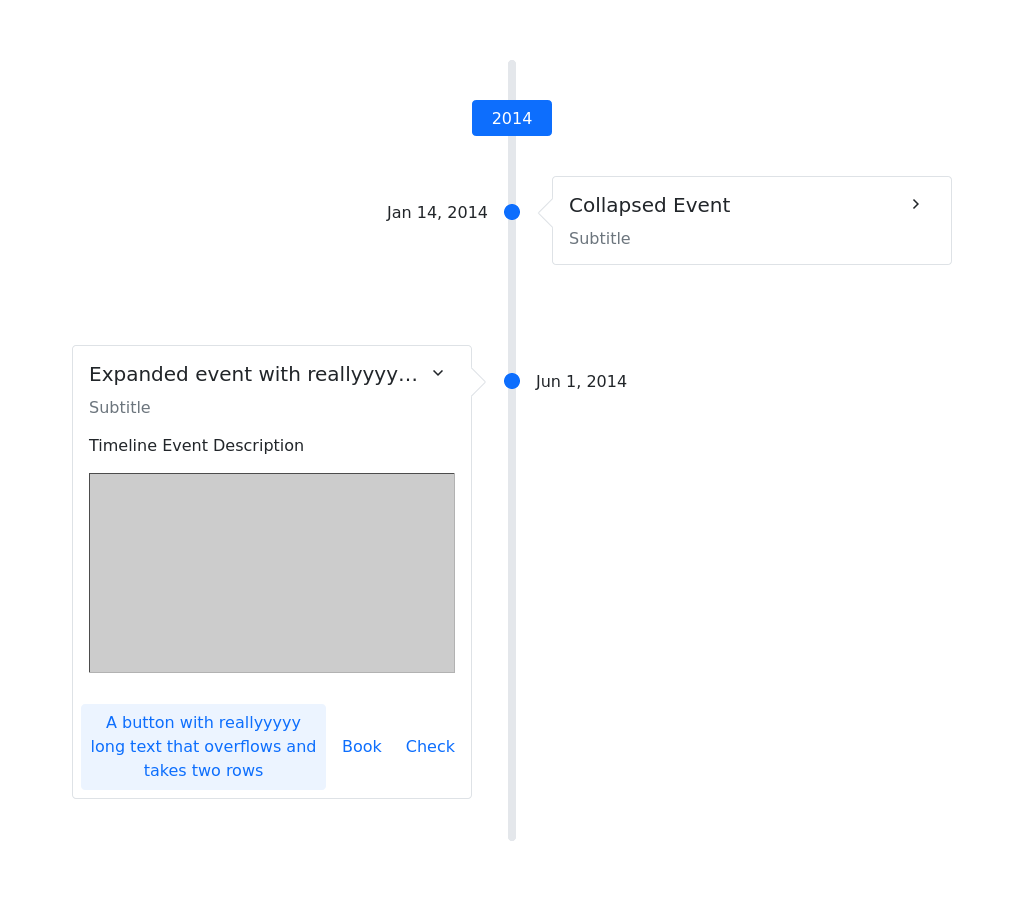 2014
Jan 14, 2014
Collapsed Event
Subtitle
Expanded event with reallyyyy...
Jun 1, 2014
Subtitle
Timeline Event Description
A button with reallyyyyy
long text that overflows and
takes two rows
Book
Check